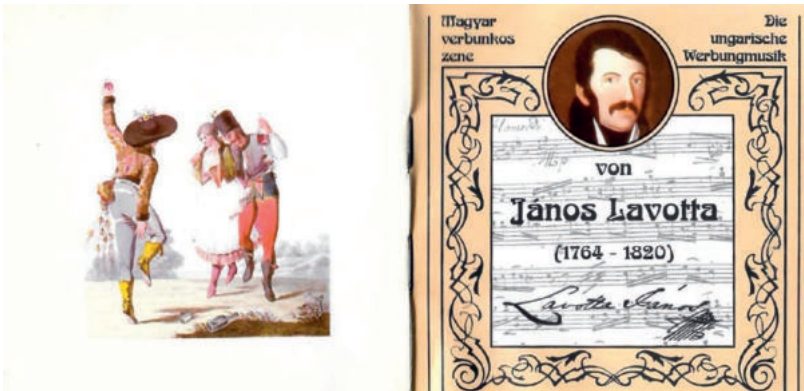 Magyar
verbunkos
zene
Die
ungarische
Werbungmusik
von
János Lavotta
(1764 - 1820)
Lavotta János